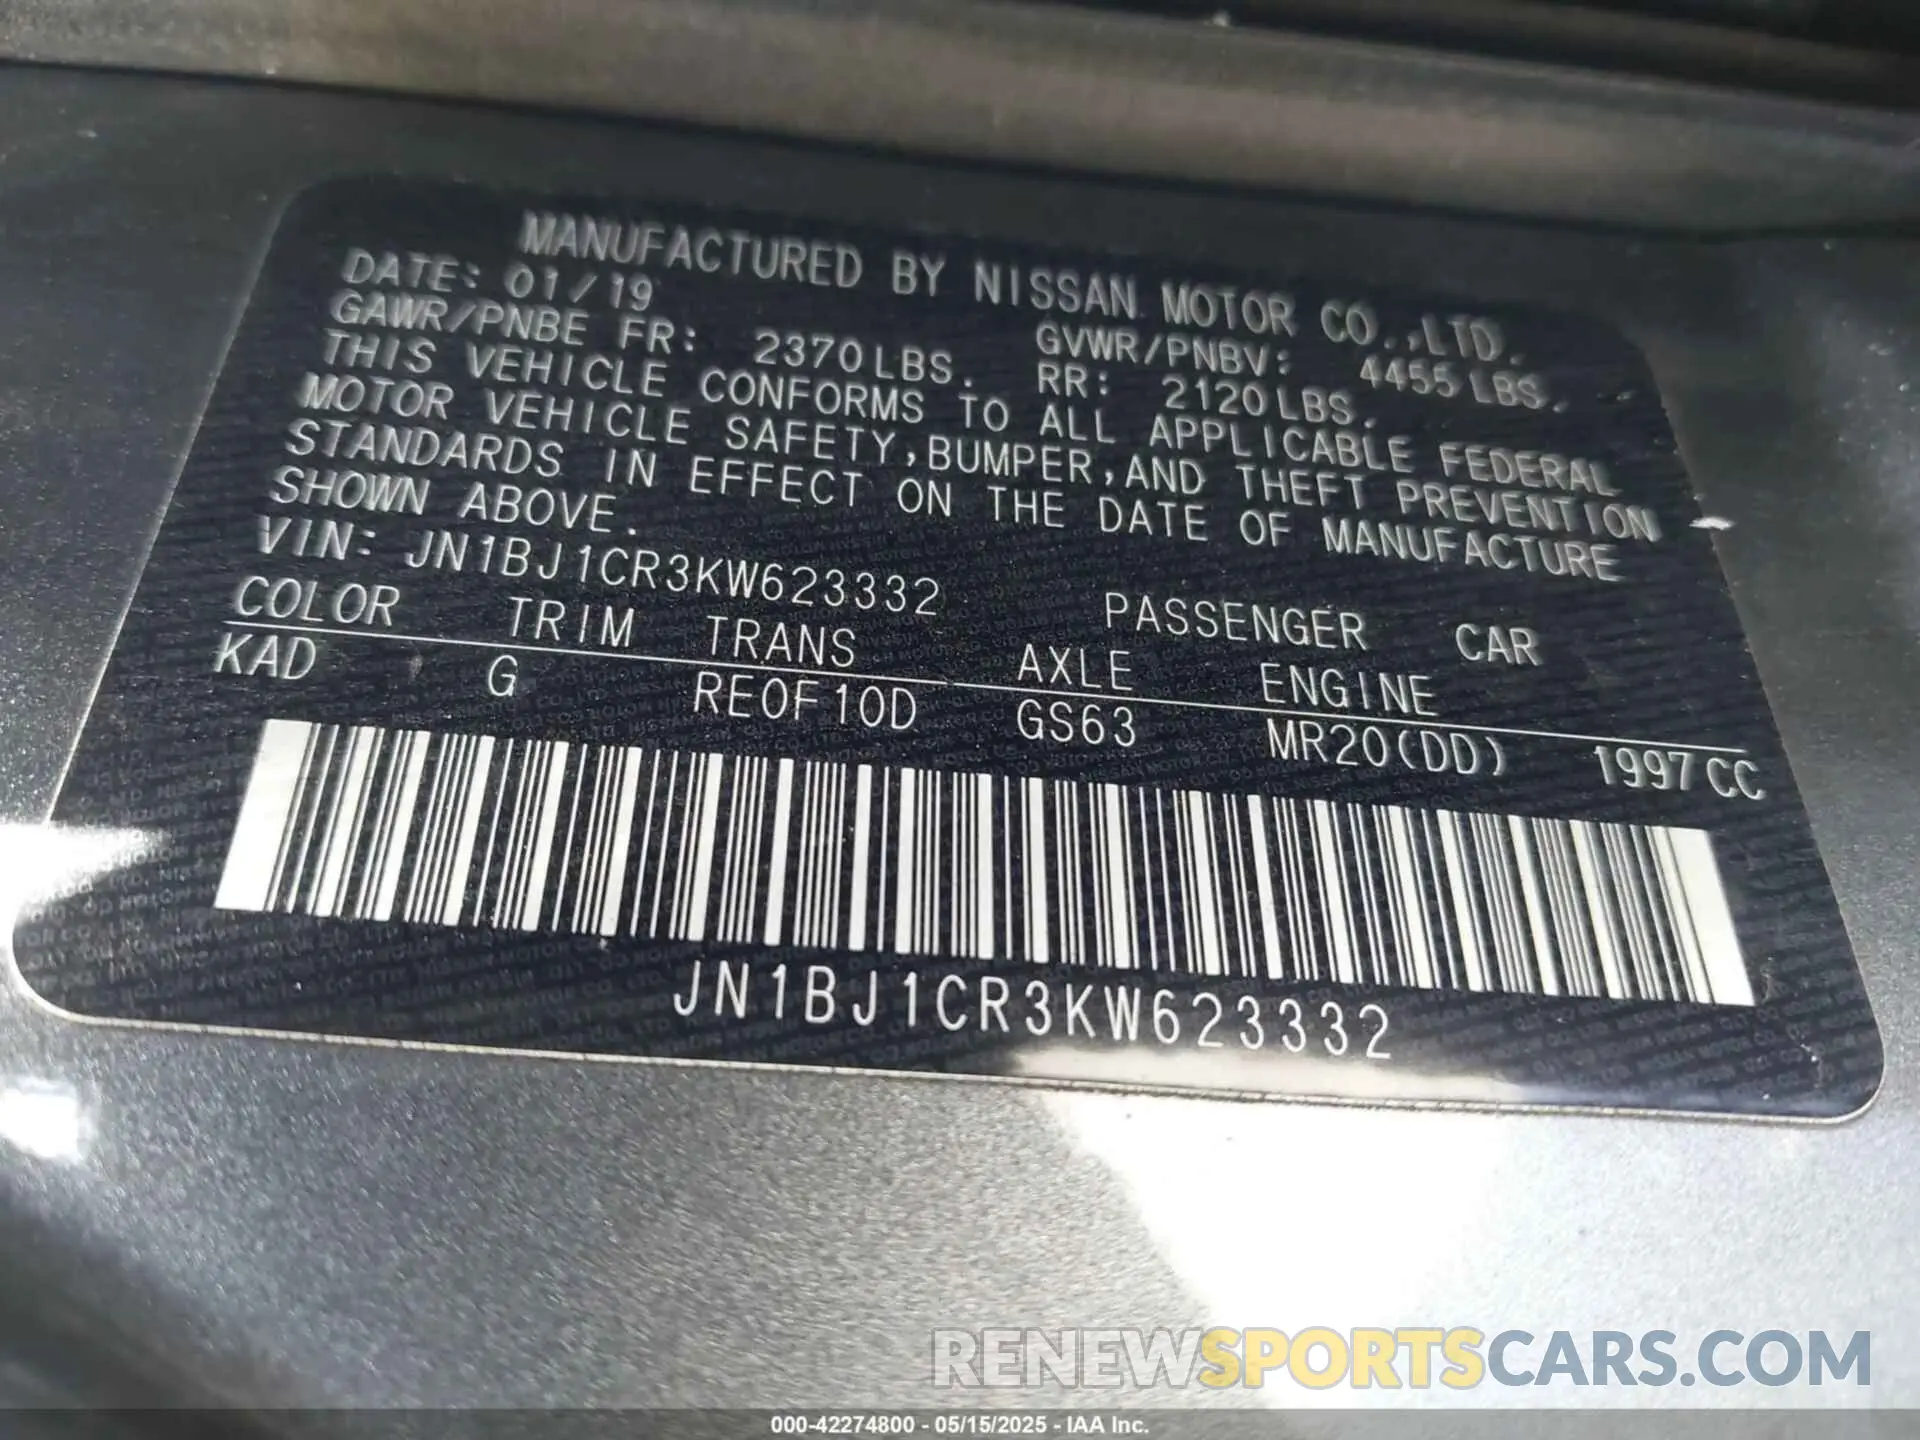 MANUFACTURED BY NISSAN MOTOR CO.,LTD.
DATE: 01/19 GVWR/PNBV: 4455LBS.
GAWR/PNBE FR: 2370LBS. RR: 2120LBS.
THIS VEHICLE CONFORMS TO ALL APPLICABLE FEDERAL
MOTOR VEHICLE SAFETY,BUMPER,AND THEFT PREVENTION
STANDARDS IN EFFECT ON THE DATE OF MANUFACTURE
SHOWN ABOVE.
VIN: JN1BJ1CR3KW623332 PASSENGER CAR
COLOR TRIM TRANS AXLE ENGINE
KAD G RE0F10D GS63 MR20(DD) 1997CC
JN1BJ1CR3KW623332
RENEWSPORTSCARS.COM
000-42274800 - 05/15/2025 - IAA Inc.